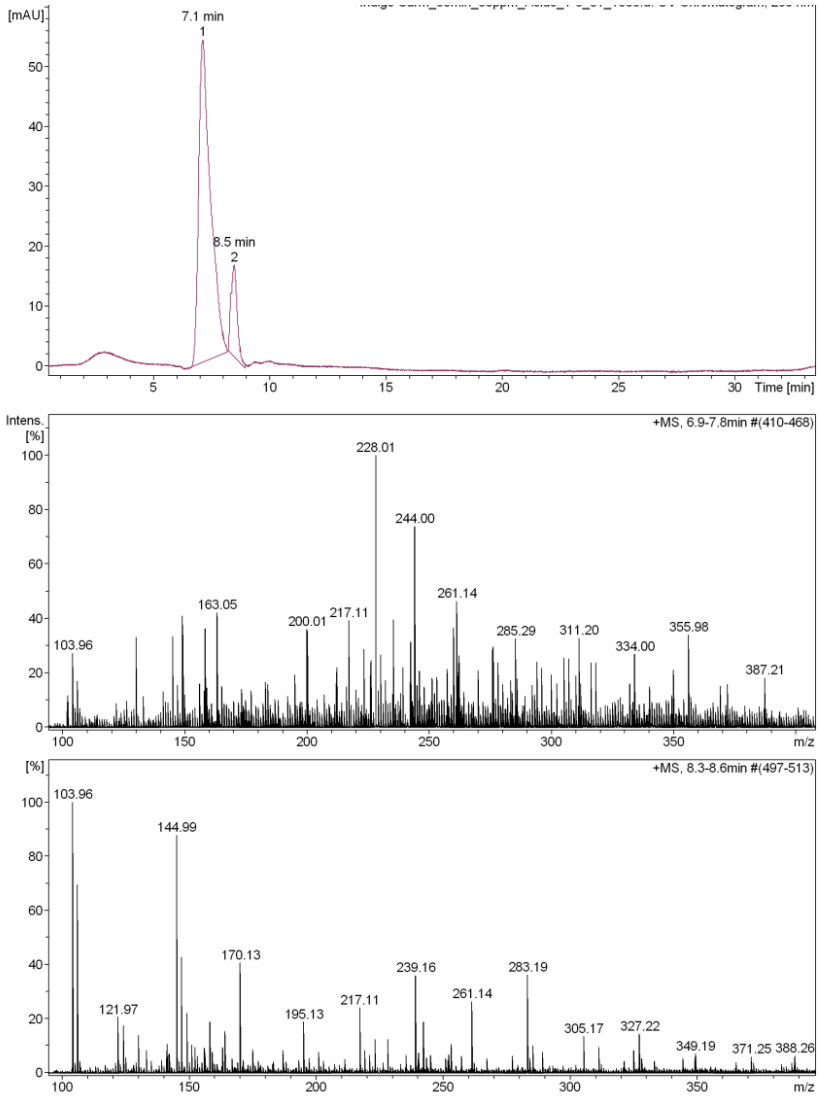 [mAU]
7.1 min
1
8.5 min
2
50
40
30
20
10
0
5 10 15 20 25 30 Time [min]
Intens.
[%]
+MS, 6.9-7.8min #(410-468)
100
80
60
40
20
0
228.01
244.00
163.05 200.01 217.11 261.14
103.96 285.29 311.20 334.00 355.98 387.21
100 150 200 250 300 350 m/z
[%]
+MS, 8.3-8.6min #(497-513)
100
80
60
40
20
0
103.96
144.99
170.13
121.97 195.13 217.11 239.16 261.14 283.19
305.17 327.22 349.19 371.25 388.26
100 150 200 250 300 350 m/z